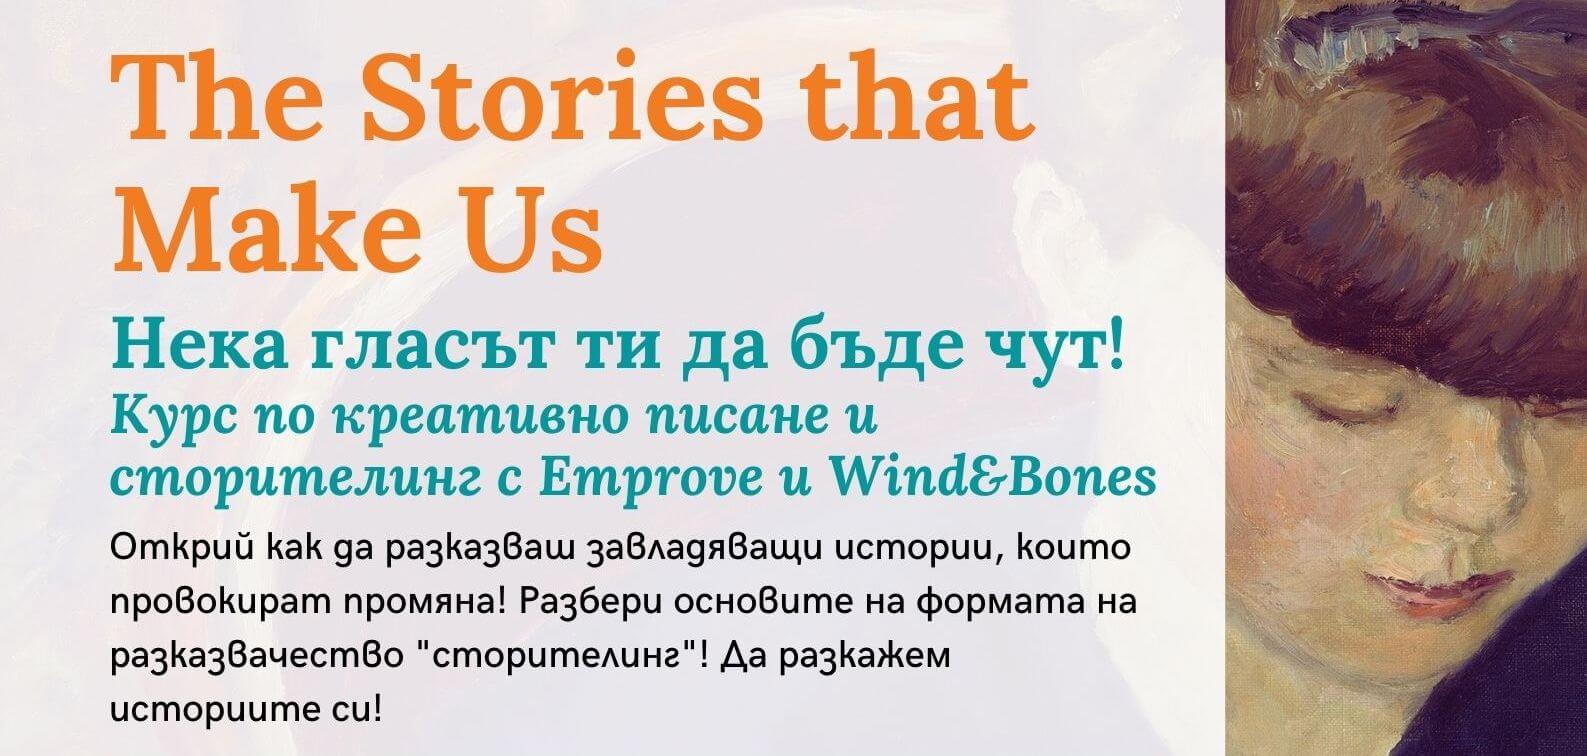 The Stories that
Make Us
Нека гласът ти да бъде чут!
Курс по креативно писане и
сторителинг с Emprove и Wind&Bones
Открий как да разказваш завладяващи истории, които
провокират промяна! Разбери основите на формата на
разказвачество "сторителинг"! Да разкажем
историите си!